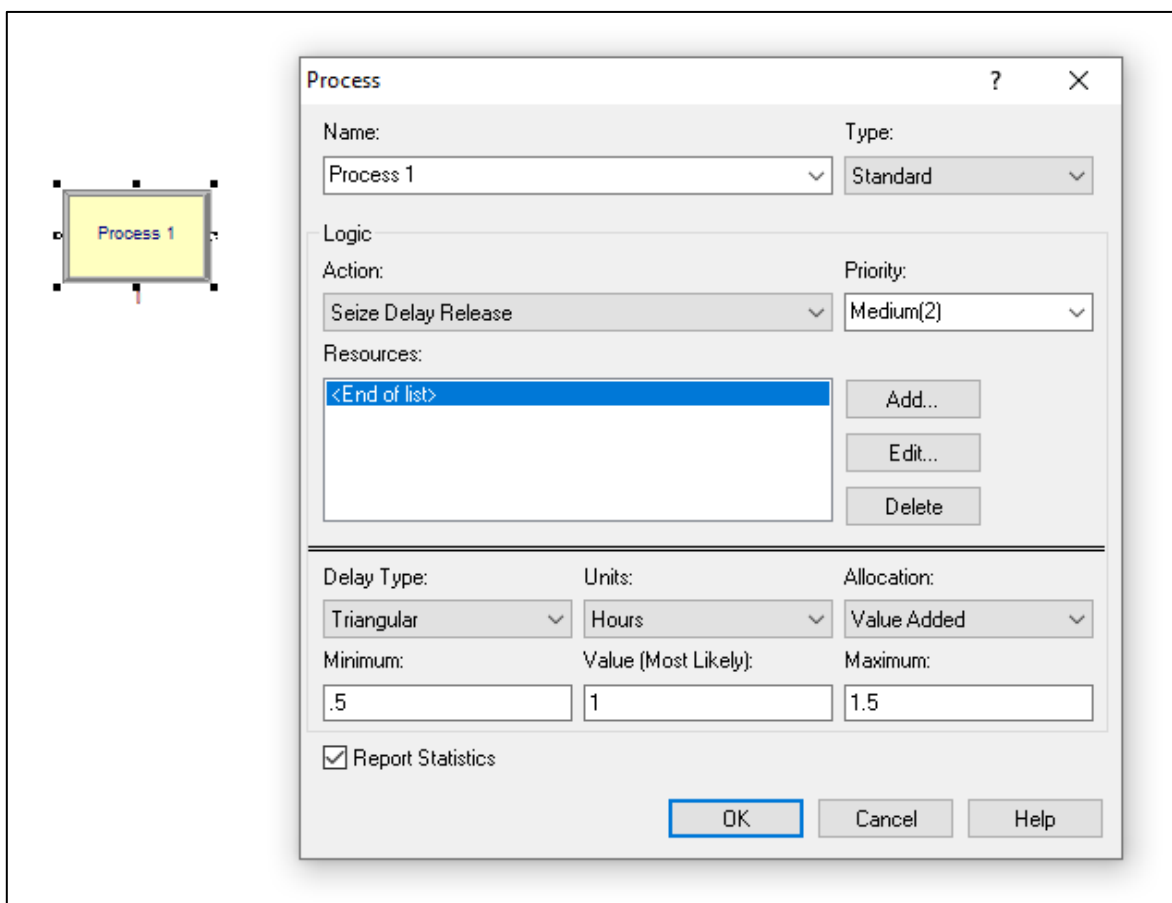 Process ?
Name: Type:
Process 1 Standard
Process 1
Logic
Action: Priority:
Seize Delay Release Medium(2)
Resources:
<End of list> Add...
Edit...
Delete
Delay Type: Units: Allocation:
Triangular Hours Value Added
Minimum: Value (Most Likely): Maximum:
.5 1 1.5
Report Statistics
OK Cancel Help